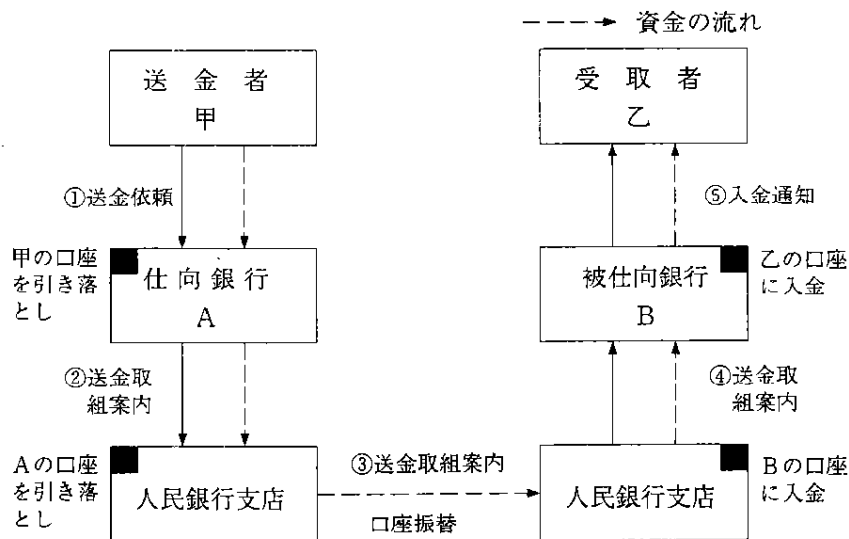 資金の流れ
送金者
甲
受取者
乙
①送金依頼
⑤入金通知
甲の口座
を引き落
とし
仕向銀行
A
被仕向銀行
B
乙の口座
に入金
②送金取
組案内
④送金取
組案内
Aの口座
を引き落
とし
人民銀行支店
③送金取組案内
口座振替
人民銀行支店
Bの口座
に入金